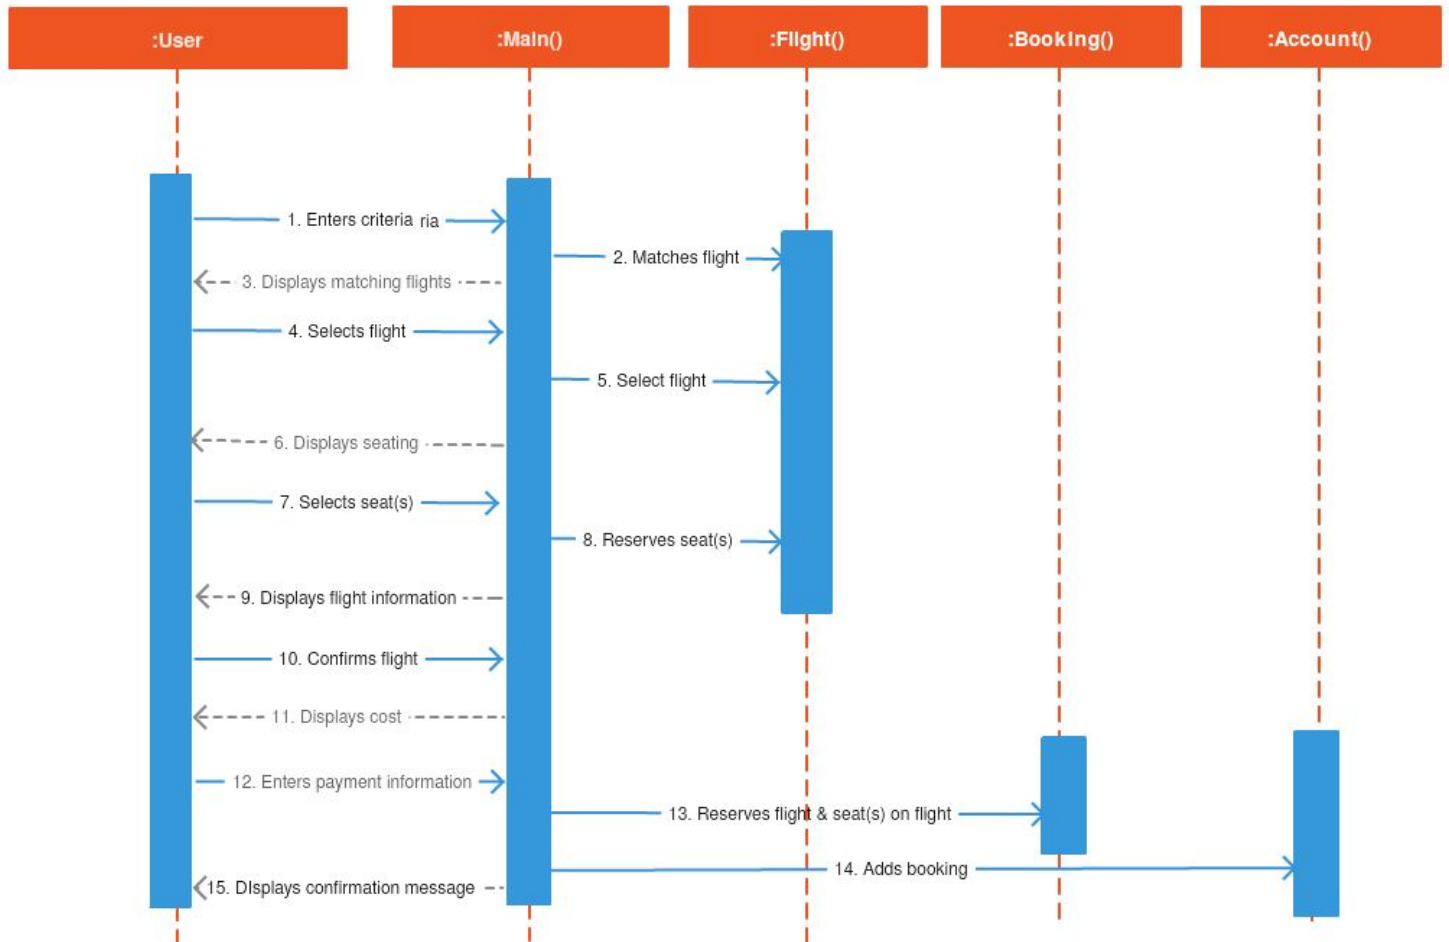 :User
:Main()
:Flight()
:Booking()
:Account()
1. Enters criteria ria
2. Matches flight
3. Displays matching flights
4. Selects flight
5. Select flight
6. Displays seating
7. Selects seat(s)
8. Reserves seat(s)
9. Displays flight information
10. Confirms flight
11. Displays cost
12. Enters payment information
13. Reserves flight & seat(s) on flight
14. Adds booking
15. DIsplays confirmation message